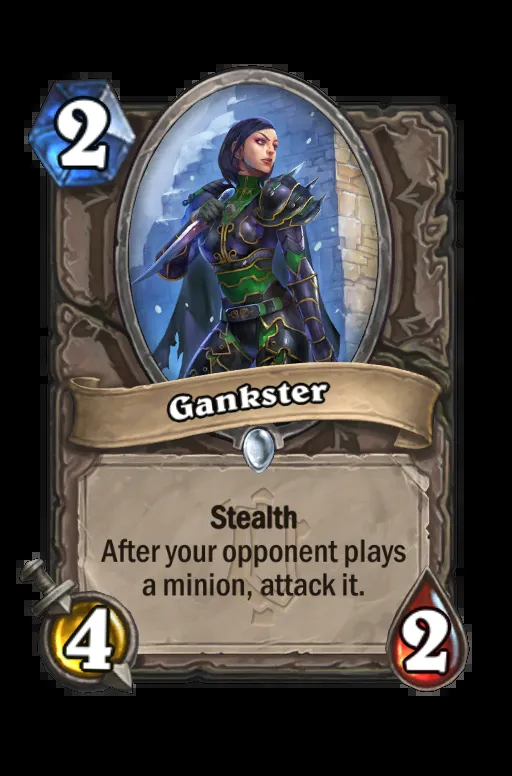 2
Gankster
Stealth
After your opponent plays
a minion, attack it.
4
2